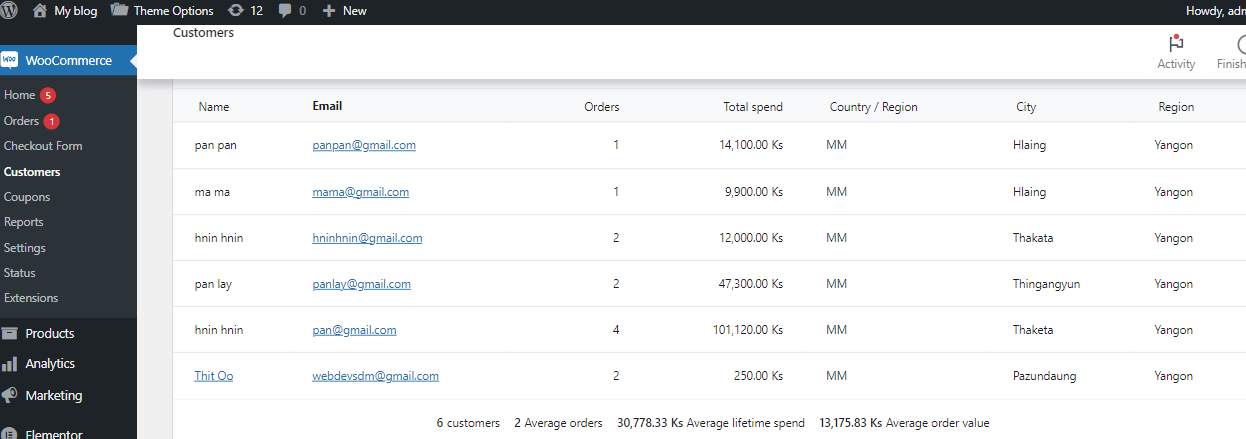 My blog Theme Options 12 0 New Howdy, adm
Customers
WooCommerce
Activity Finish
Home 5
Orders 1
Checkout Form
Customers
Coupons
Reports
Settings
Status
Extensions
Products
Analytics
Marketing
Elementor
Name Email Orders Total spend Country / Region City Region
pan pan panpan@gmail.com 1 14,100.00 Ks MM Hlaing Yangon
ma ma mama@gmail.com 1 9,900.00 Ks MM Hlaing Yangon
hnin hnin hninhnin@gmail.com 2 12,000.00 Ks MM Thakata Yangon
pan lay panlay@gmail.com 2 47,300.00 Ks MM Thingangyun Yangon
hnin hnin pan@gmail.com 4 101,120.00 Ks MM Thaketa Yangon
Thit Oo webdevsdm@gmail.com 2 250.00 Ks MM Pazundaung Yangon
6 customers 2 Average orders 30,778.33 Ks Average lifetime spend 13,175.83 Ks Average order value